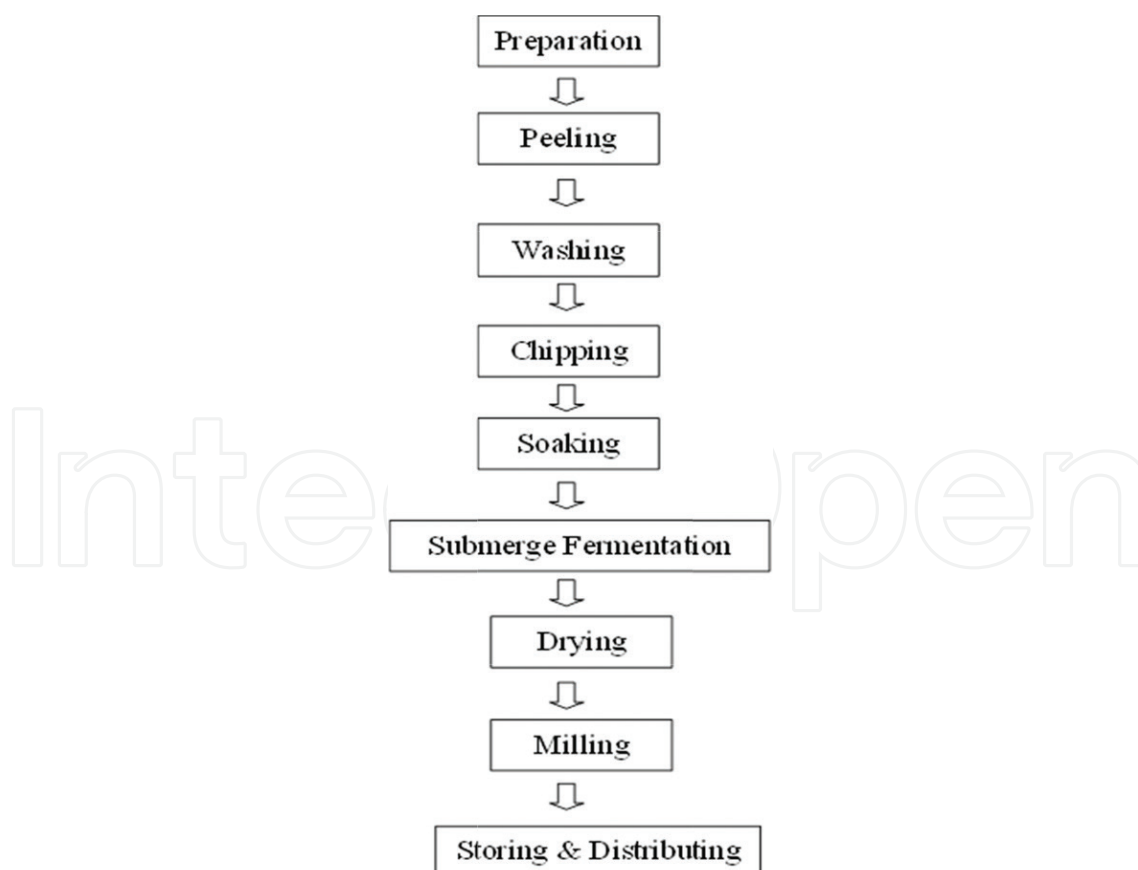 Preparation
Peeling
Washing
Chipping
Soaking
Submerge Fermentation
Drying
Milling
Storing & Distributing